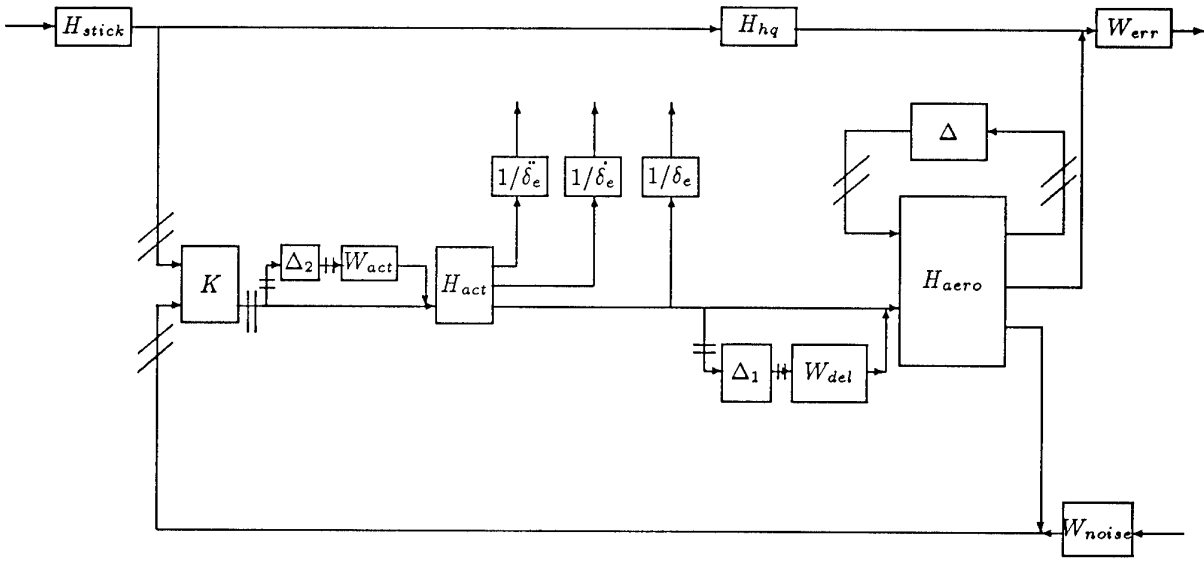 H_stick
H_hq
W_err
Δ
1/δ̈_e
1/δ̇_e
1/δ_e
K
Δ_2
W_act
H_act
H_aero
Δ_1
W_del
W_noise